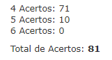 4 Acertos: 71
5 Acertos: 10
6 Acertos: 0
Total de Acertos: 81